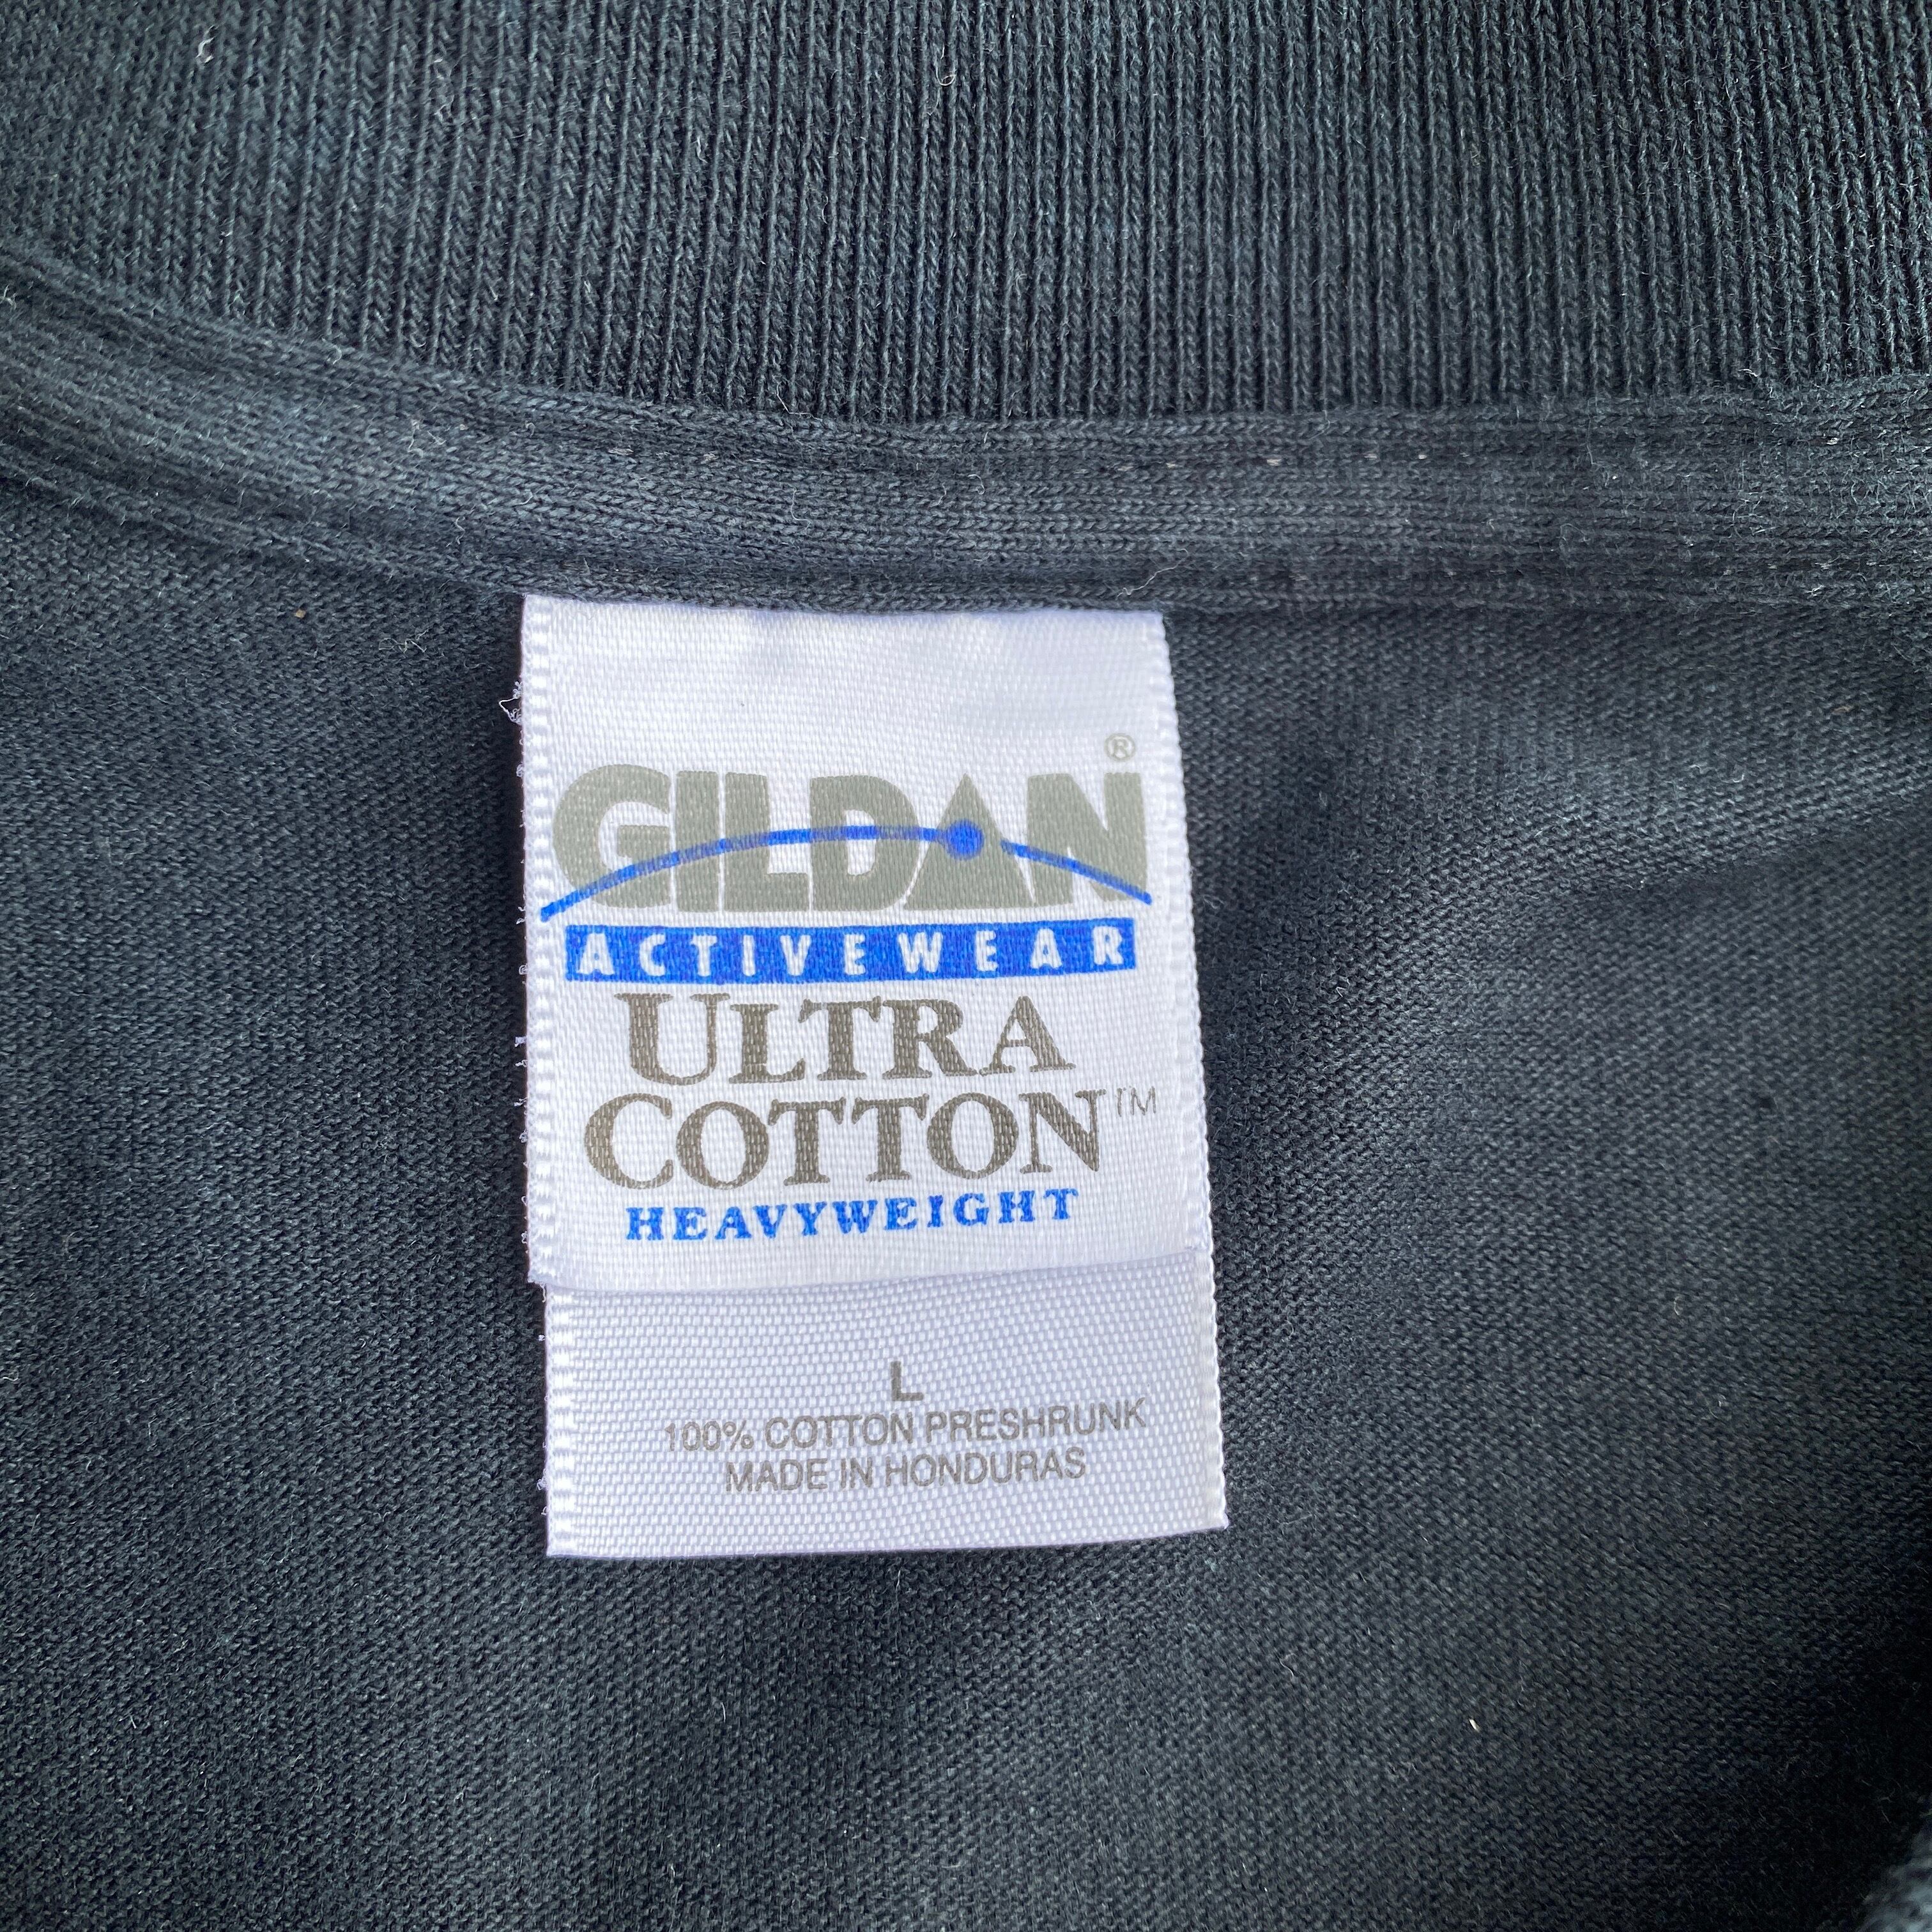 GILDAN®
ACTIVEWEAR
ULTRA
COTTON™
HEAVYWEIGHT
L
100% COTTON PRESHRUNK
MADE IN HONDURAS